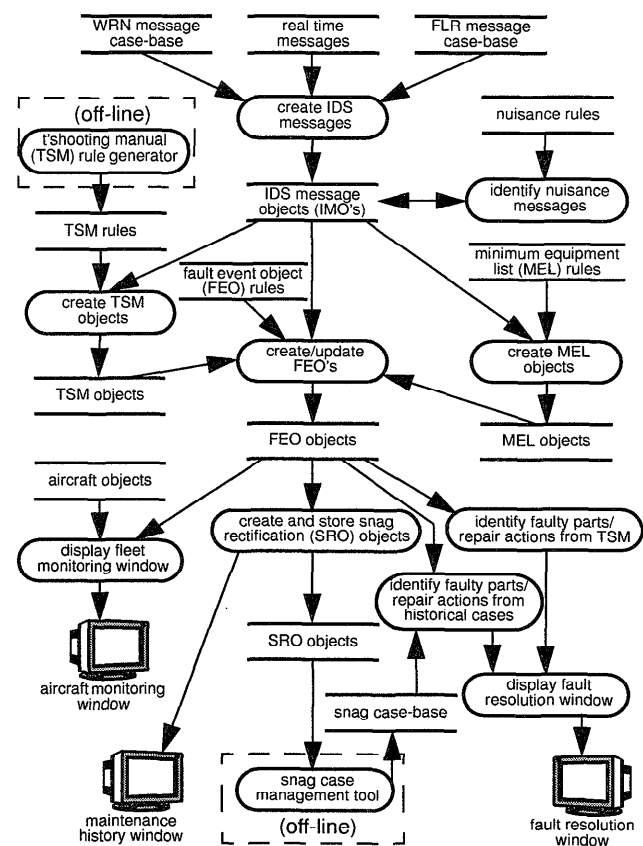 WRN message
case-base
real time
messages
FLR message
case-base
create IDS
messages
(off-line)
t'shooting manual
(TSM) rule generator
nuisance rules
IDS message
objects (IMO's)
identify nuisance
messages
TSM rules
fault event object
(FEO) rules
minimum equipment
list (MEL) rules
create TSM
objects
create/update
FEO's
create MEL
objects
TSM objects
FEO objects
MEL objects
aircraft objects
create and store snag
rectification (SRO) objects
identify faulty parts/
repair actions from TSM
display fleet
monitoring window
identify faulty parts/
repair actions from
historical cases
SRO objects
aircraft monitoring
window
display fault
resolution window
snag case-base
snag case
management tool
(off-line)
maintenance
history window
fault resolution
window